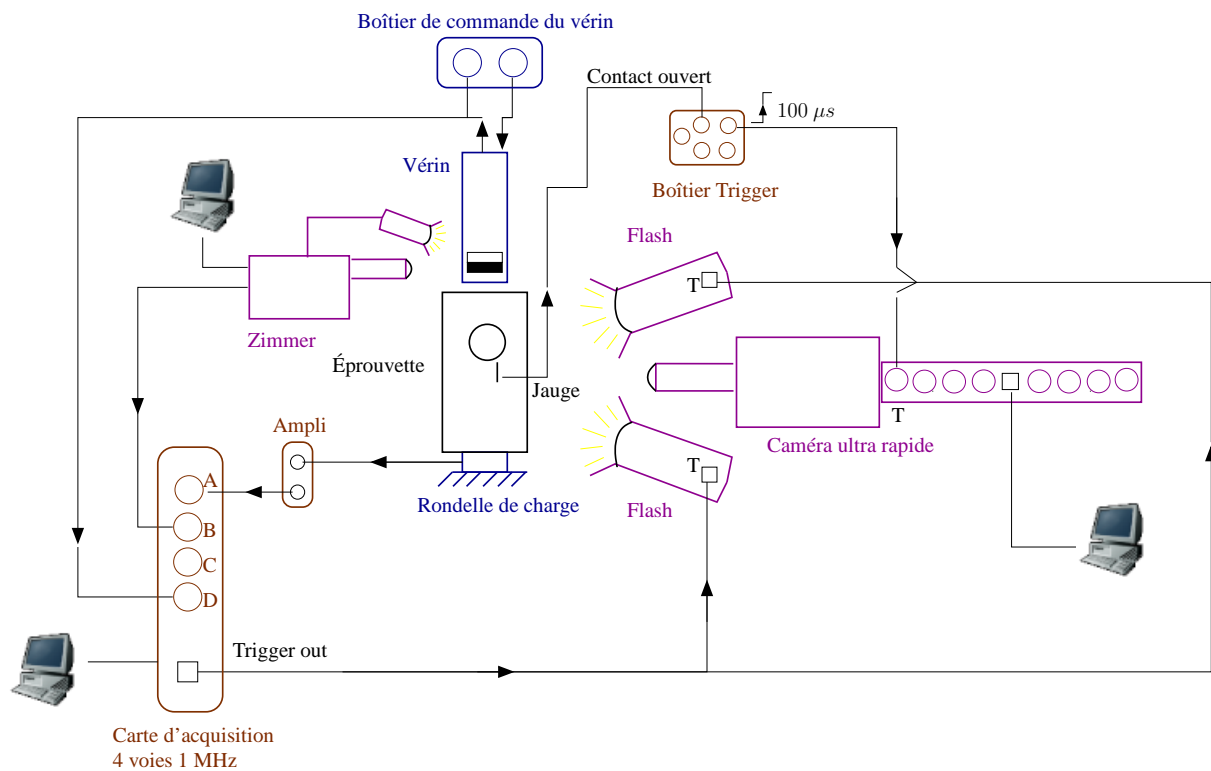 Boîtier de commande du vérin
Contact ouvert
100 µs
Vérin
Boîtier Trigger
Flash
T
Zimmer
Éprouvette
Jauge
T
Caméra ultra rapide
Ampli
T
A
Rondelle de charge
Flash
B
C
D
Trigger out
Carte d'acquisition
4 voies 1 MHz